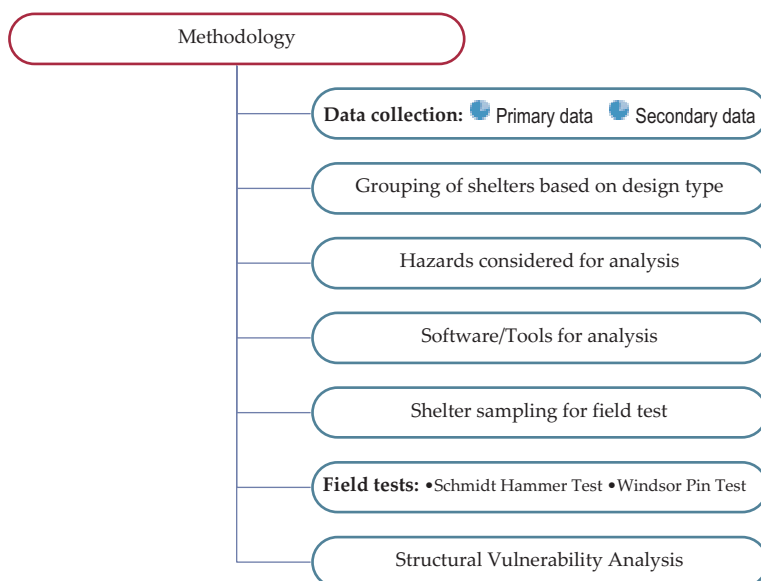 Methodology
Data collection: Primary data Secondary data
Grouping of shelters based on design type
Hazards considered for analysis
Software/Tools for analysis
Shelter sampling for field test
Field tests: •Schmidt Hammer Test •Windsor Pin Test
Structural Vulnerability Analysis